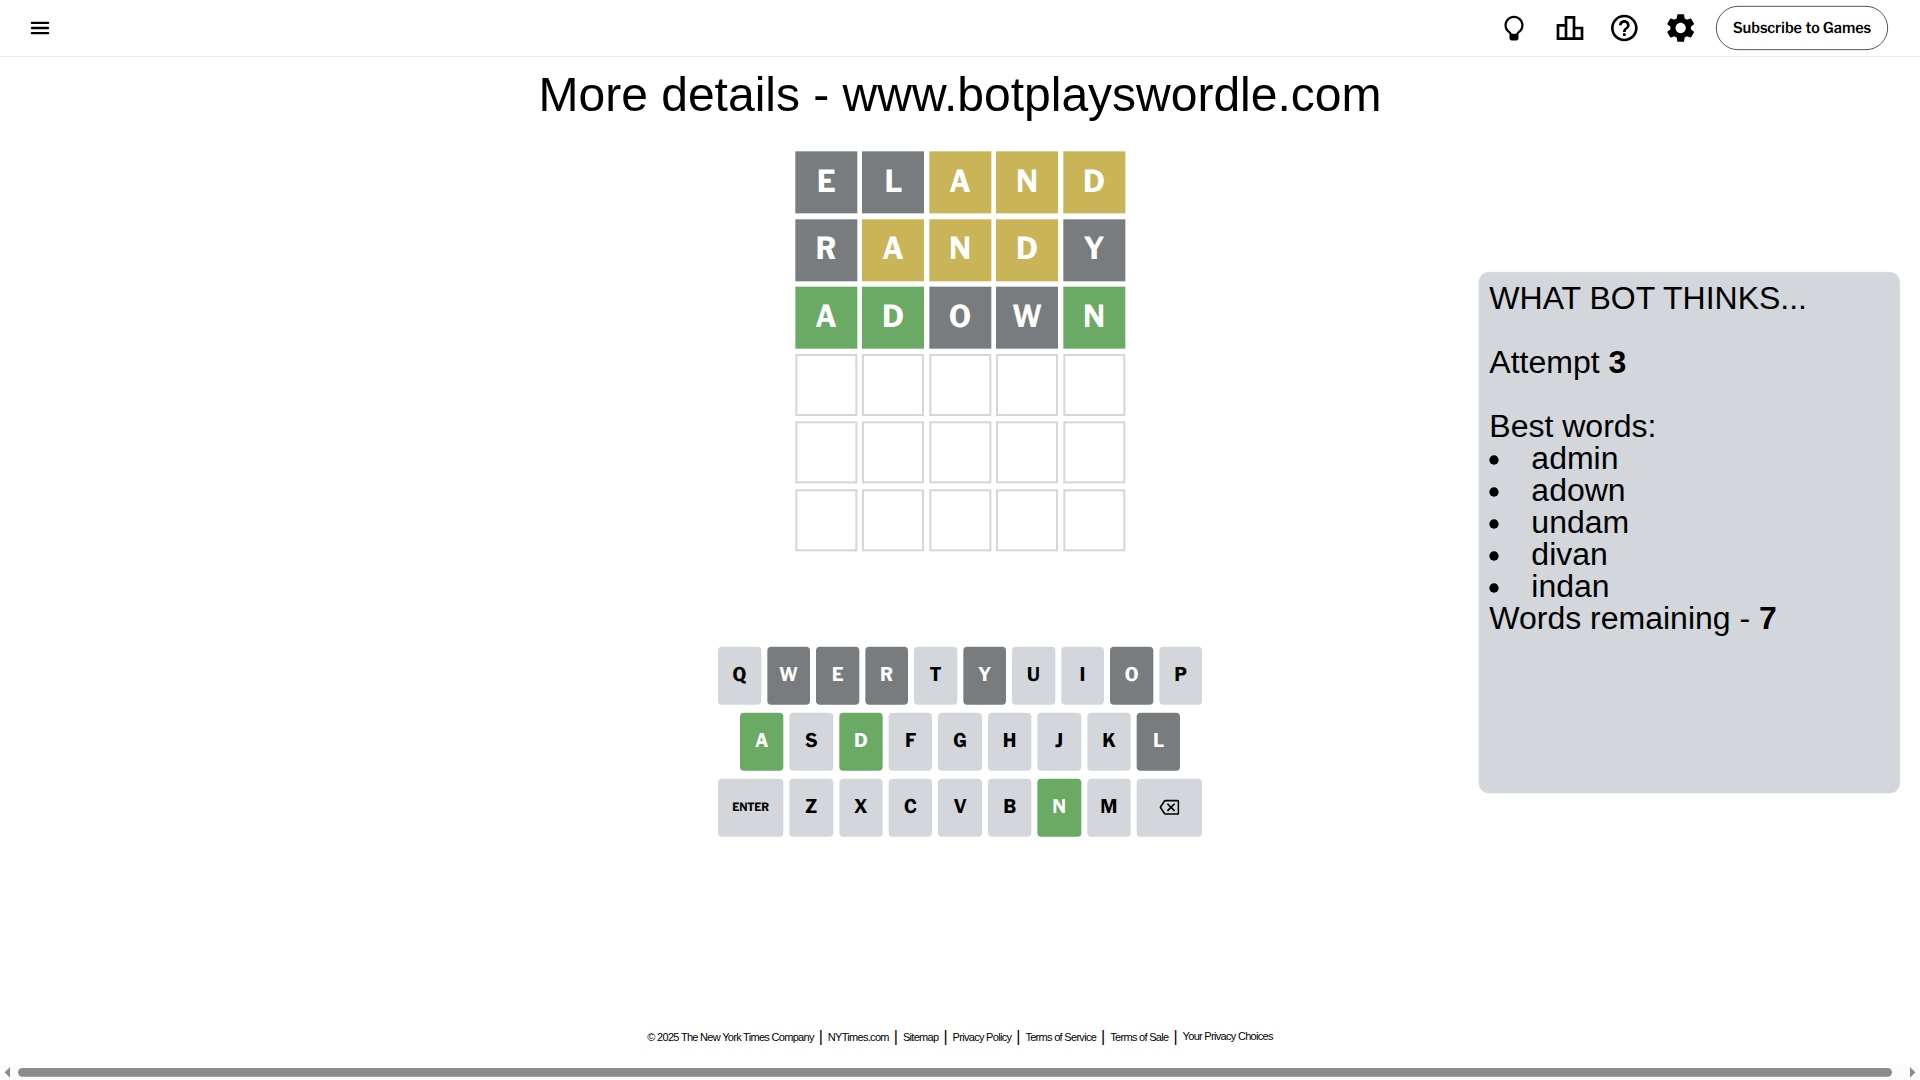 Subscribe to Games
More details - www.botplayswordle.com
E L A N D
R A N D Y
A D O W N
WHAT BOT THINKS...
Attempt 3
Best words:
• admin
• adown
• undam
• divan
• indan
Words remaining - 7
Q W E R T Y U I O P
A S D F G H J K L
ENTER Z X C V B N M
© 2025 The New York Times Company | NYTimes.com | Sitemap | Privacy Policy | Terms of Service | Terms of Sale | Your Privacy Choices